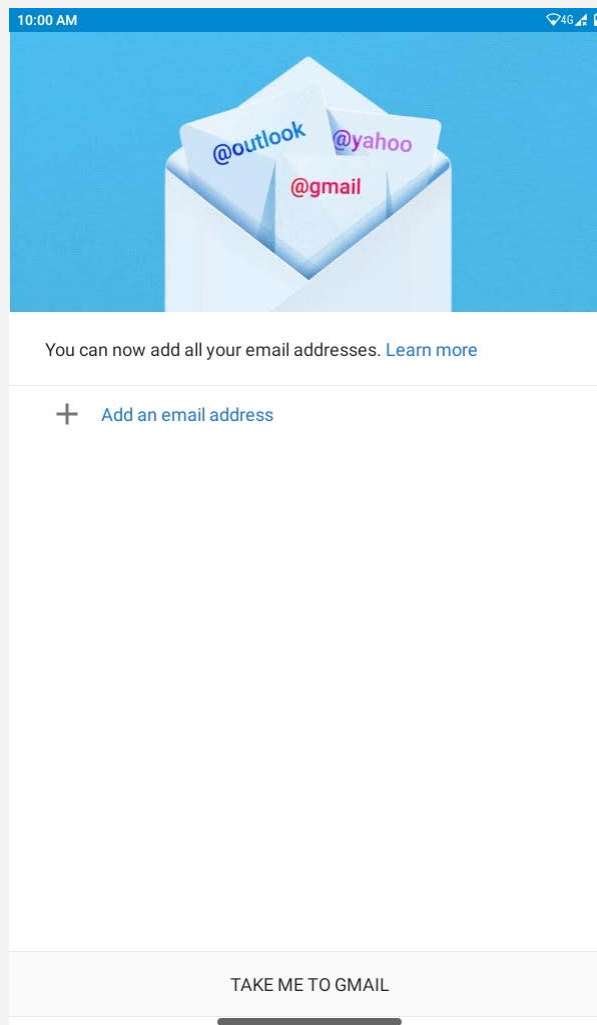 10:00 AM
4G
@outlook
@yahoo
@gmail
You can now add all your email addresses. Learn more
Add an email address
TAKE ME TO GMAIL